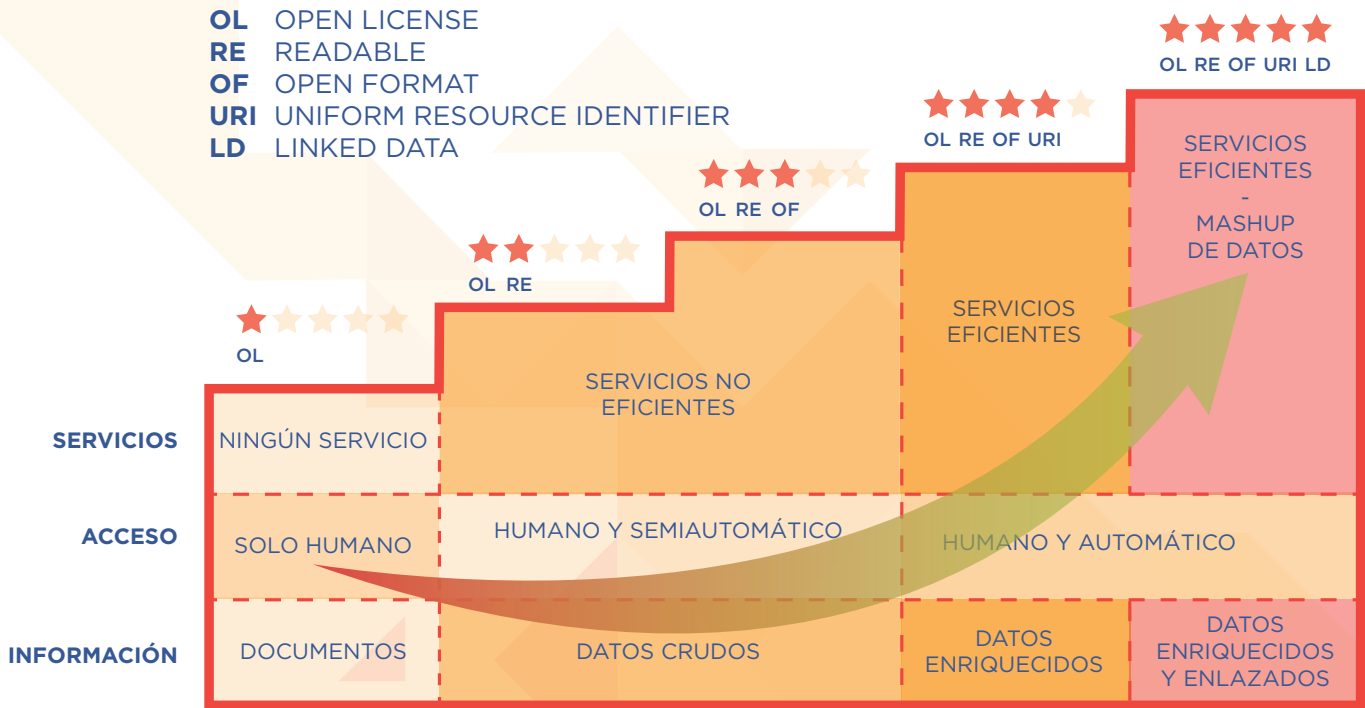 OL OPEN LICENSE
RE READABLE
OF OPEN FORMAT
URI UNIFORM RESOURCE IDENTIFIER
LD LINKED DATA
OL
OL RE
OL RE OF
OL RE OF URI
OL RE OF URI LD
SERVICIOS
NINGÚN SERVICIO
SERVICIOS NO
EFICIENTES
SERVICIOS
EFICIENTES
SERVICIOS
EFICIENTES
-
MASHUP
DE DATOS
ACCESO
SOLO HUMANO
HUMANO Y SEMIAUTOMÁTICO
HUMANO Y AUTOMÁTICO
INFORMACIÓN
DOCUMENTOS
DATOS CRUDOS
DATOS
ENRIQUECIDOS
DATOS
ENRIQUECIDOS
Y ENLAZADOS